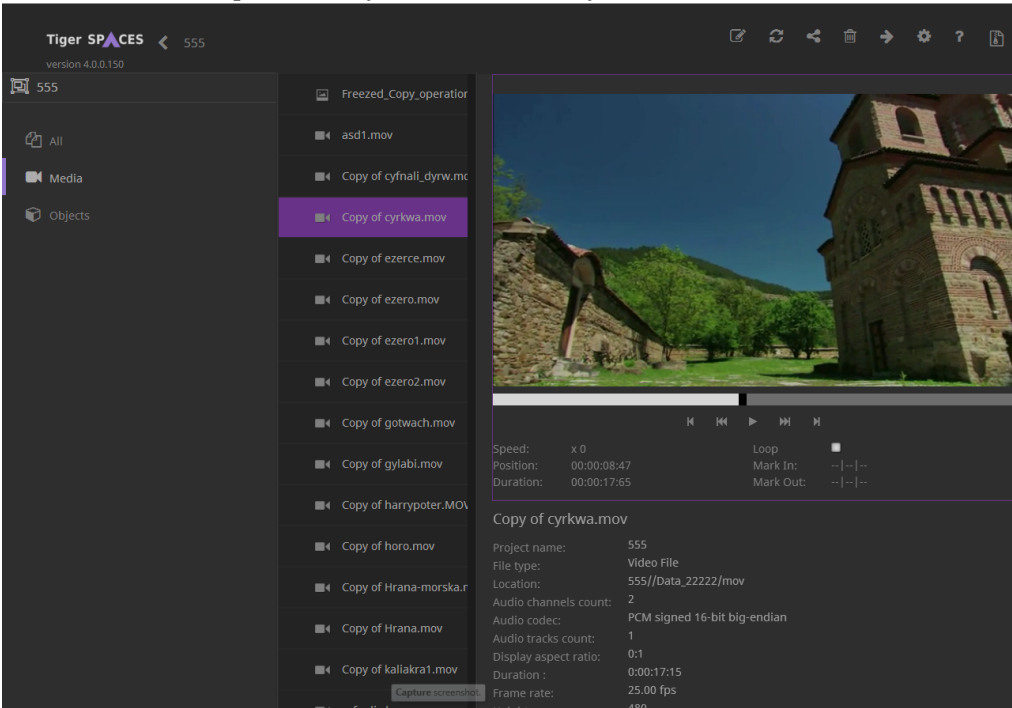 Tiger SPACES
555
version 4.0.0.150
555
All
Media
Objects
Freezed_Copy_operation
asd1.mov
Copy of cyfnali_dyrw.mo
Copy of cyrkwa.mov
Copy of ezerce.mov
Copy of ezero.mov
Copy of ezero1.mov
Copy of ezero2.mov
Copy of gotwach.mov
Copy of gylabi.mov
Copy of harrypoter.MOV
Copy of horo.mov
Copy of Hrana-morska.m
Copy of Hrana.mov
Copy of kaliakra1.mov
Capture screenshot.
?
Speed: x 0 Loop
Position: 00:00:08:47 Mark In: --|--|--
Duration: 00:00:17:65 Mark Out: --|--|--
Copy of cyrkwa.mov
Project name: 555
File type: Video File
Location: 555//Data_22222/mov
Audio channels count: 2
Audio codec: PCM signed 16-bit big-endian
Audio tracks count: 1
Display aspect ratio: 0:1
Duration : 0:00:17:15
Frame rate: 25.00 fps
480